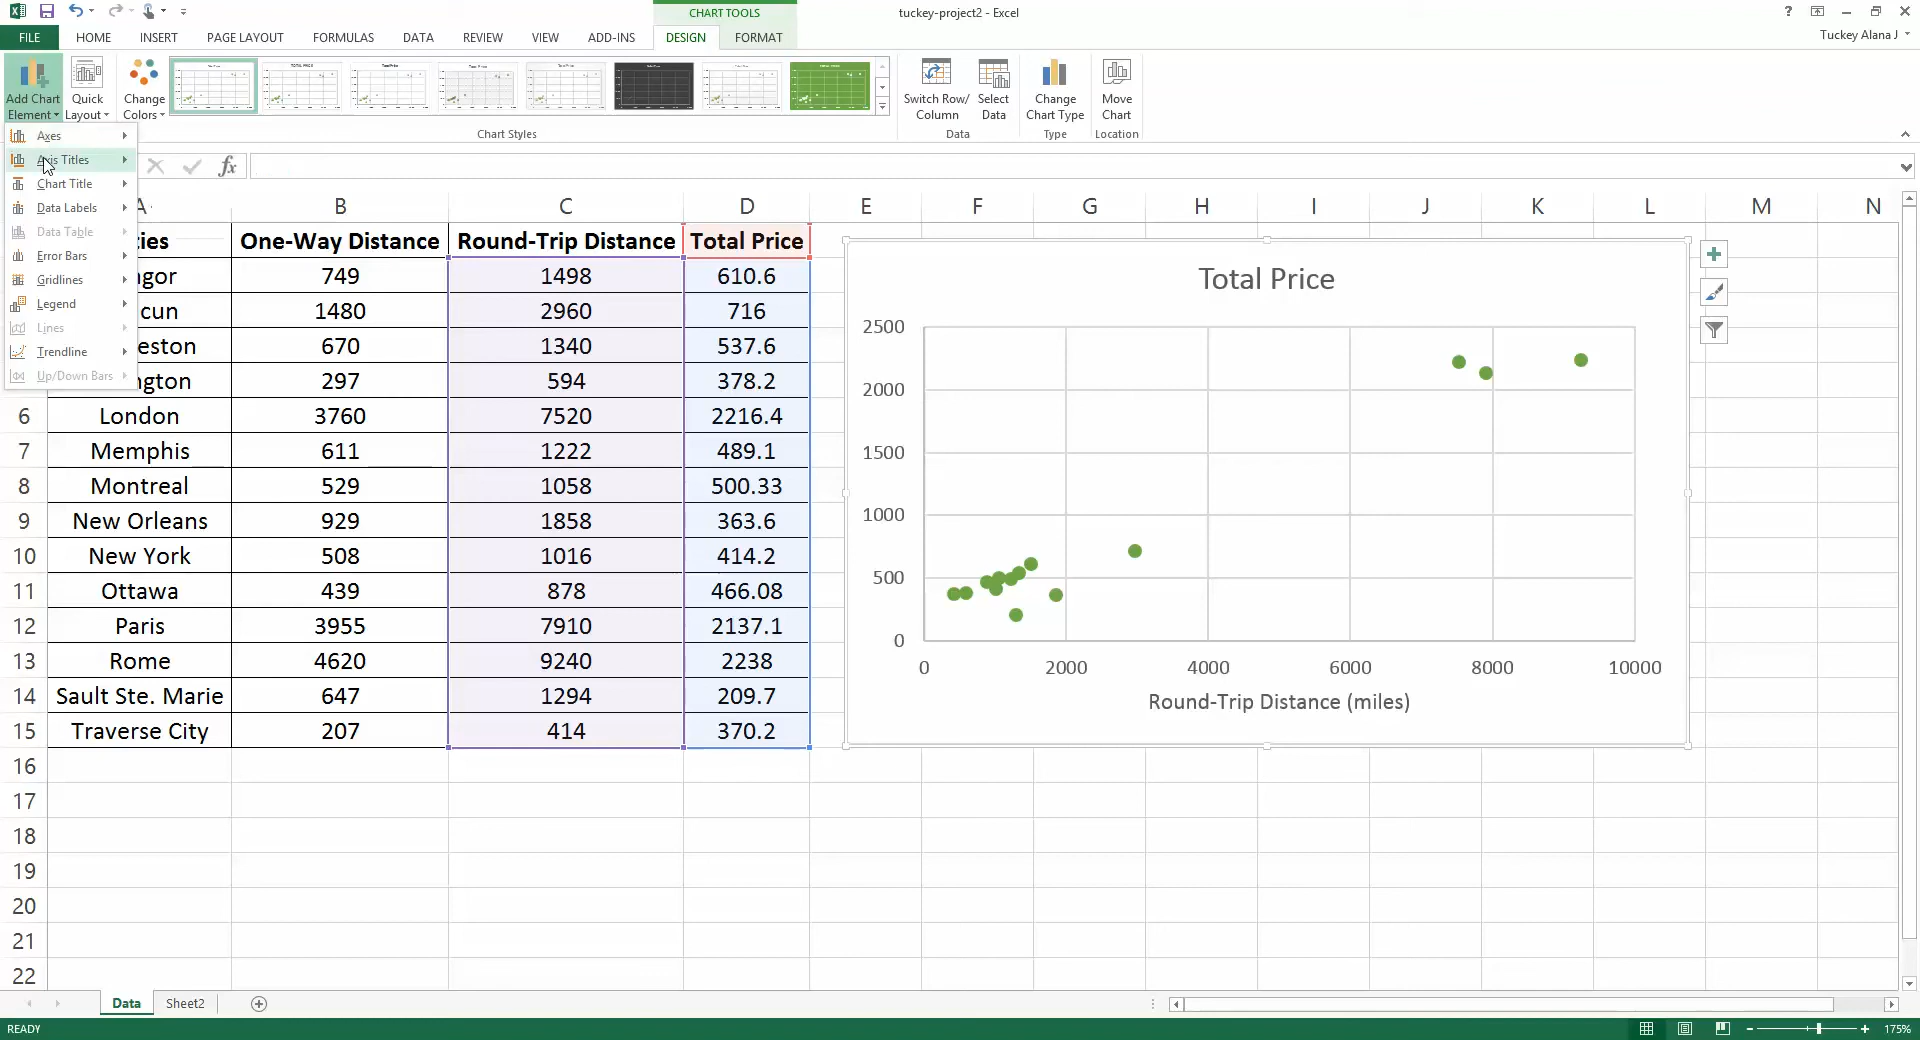 CHART TOOLS
tuckey-project2 - Excel
?
FILE HOME INSERT PAGE LAYOUT FORMULAS DATA REVIEW VIEW ADD-INS DESIGN FORMAT
Tuckey Alana J
Add Chart Element
Quick Layout
Change Colors
Switch Row/ Column
Select Data
Change Chart Type
Move Chart
Chart Styles
Data
Type
Location
Axes
Axis Titles
Chart Title
Data Labels
Data Table
Error Bars
Gridlines
Legend
Lines
Trendline
Up/Down Bars
fx
A B C D E F G H I J K L M N
ties One-Way Distance Round-Trip Distance Total Price
ngor 749 1498 610.6
cun 1480 2960 716
eston 670 1340 537.6
ngton 297 594 378.2
6 London 3760 7520 2216.4
7 Memphis 611 1222 489.1
8 Montreal 529 1058 500.33
9 New Orleans 929 1858 363.6
10 New York 508 1016 414.2
11 Ottawa 439 878 466.08
12 Paris 3955 7910 2137.1
13 Rome 4620 9240 2238
14 Sault Ste. Marie 647 1294 209.7
15 Traverse City 207 414 370.2
16
17
18
19
20
21
22
Total Price
2500
2000
1500
1000
500
0
0 2000 4000 6000 8000 10000
Round-Trip Distance (miles)
Data Sheet2
READY
175%